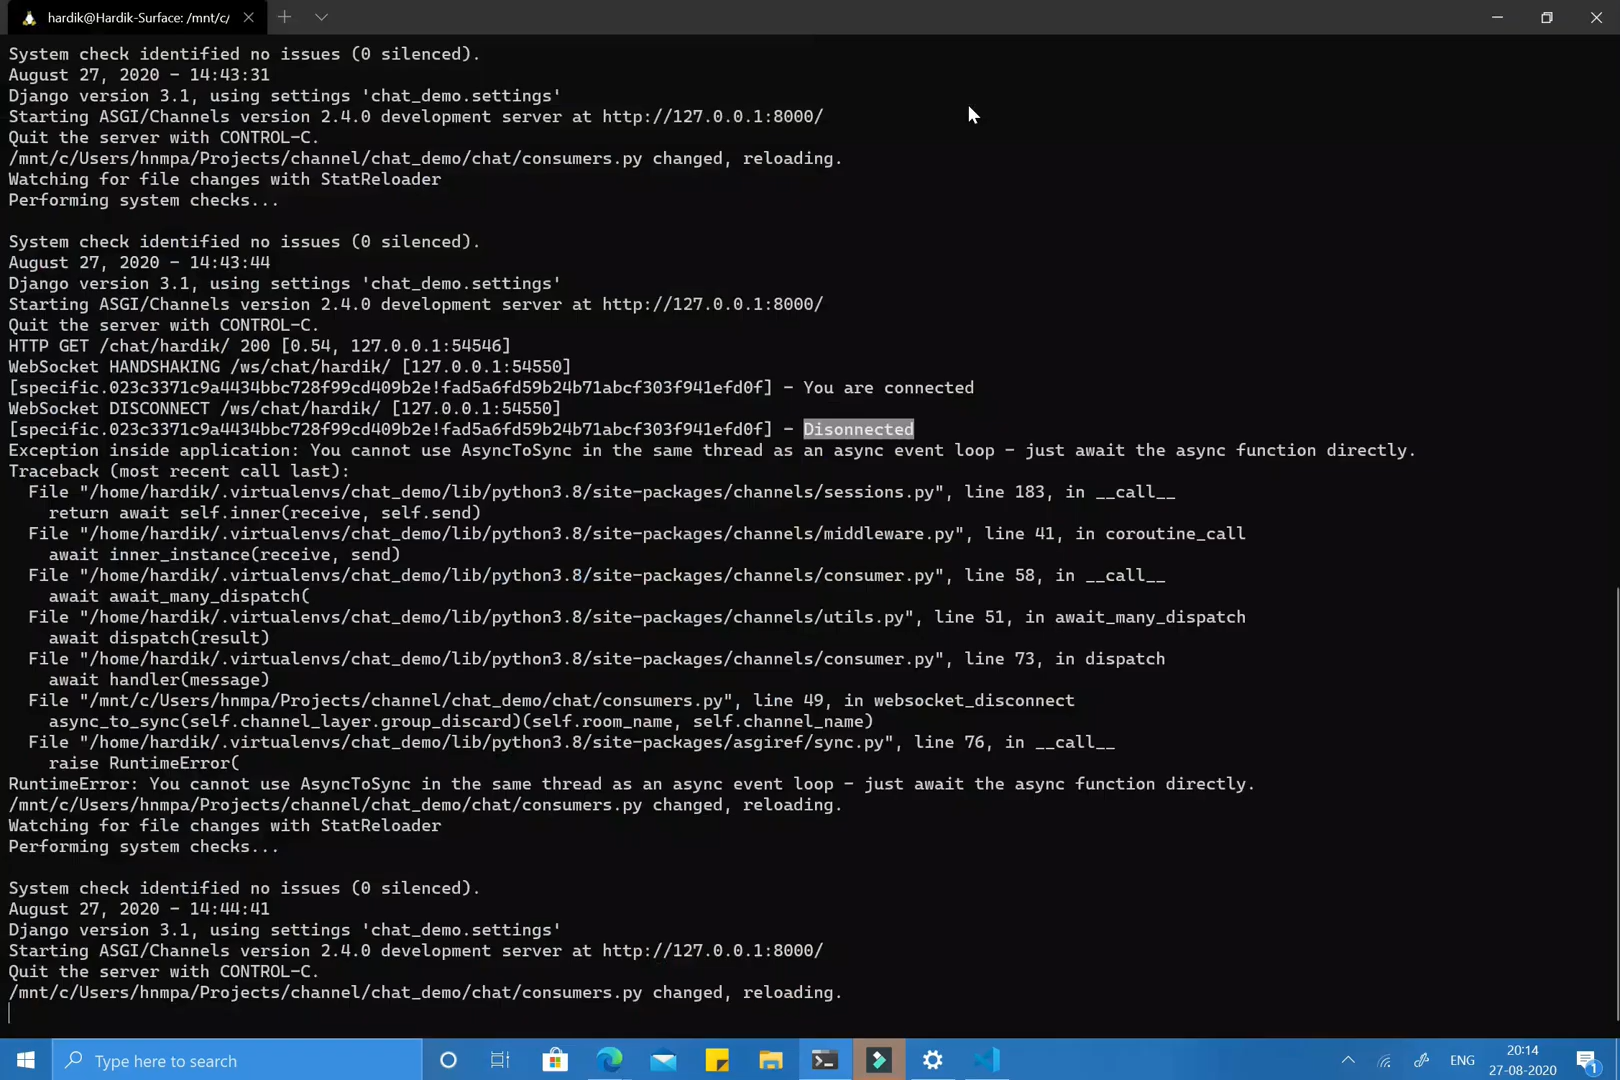 hardik@Hardik-Surface: /mnt/c/
System check identified no issues (0 silenced).
August 27, 2020 - 14:43:31
Django version 3.1, using settings 'chat_demo.settings'
Starting ASGI/Channels version 2.4.0 development server at http://127.0.0.1:8000/
Quit the server with CONTROL-C.
/mnt/c/Users/hnmpa/Projects/channel/chat_demo/chat/consumers.py changed, reloading.
Watching for file changes with StatReloader
Performing system checks...
System check identified no issues (0 silenced).
August 27, 2020 - 14:43:44
Django version 3.1, using settings 'chat_demo.settings'
Starting ASGI/Channels version 2.4.0 development server at http://127.0.0.1:8000/
Quit the server with CONTROL-C.
HTTP GET /chat/hardik/ 200 [0.54, 127.0.0.1:54546]
WebSocket HANDSHAKING /ws/chat/hardik/ [127.0.0.1:54550]
[specific.023c3371c9a4434bbc728f99cd409b2e!fad5a6fd59b24b71abcf303f941efd0f] - You are connected
WebSocket DISCONNECT /ws/chat/hardik/ [127.0.0.1:54550]
[specific.023c3371c9a4434bbc728f99cd409b2e!fad5a6fd59b24b71abcf303f941efd0f] - Disonnected
Exception inside application: You cannot use AsyncToSync in the same thread as an async event loop - just await the async function directly.
Traceback (most recent call last):
File "/home/hardik/.virtualenvs/chat_demo/lib/python3.8/site-packages/channels/sessions.py", line 183, in __call__
return await self.inner(receive, self.send)
File "/home/hardik/.virtualenvs/chat_demo/lib/python3.8/site-packages/channels/middleware.py", line 41, in coroutine_call
await inner_instance(receive, send)
File "/home/hardik/.virtualenvs/chat_demo/lib/python3.8/site-packages/channels/consumer.py", line 58, in __call__
await await_many_dispatch(
File "/home/hardik/.virtualenvs/chat_demo/lib/python3.8/site-packages/channels/utils.py", line 51, in await_many_dispatch
await dispatch(result)
File "/home/hardik/.virtualenvs/chat_demo/lib/python3.8/site-packages/channels/consumer.py", line 73, in dispatch
await handler(message)
File "/mnt/c/Users/hnmpa/Projects/channel/chat_demo/chat/consumers.py", line 49, in websocket_disconnect
async_to_sync(self.channel_layer.group_discard)(self.room_name, self.channel_name)
File "/home/hardik/.virtualenvs/chat_demo/lib/python3.8/site-packages/asgiref/sync.py", line 76, in __call__
raise RuntimeError(
RuntimeError: You cannot use AsyncToSync in the same thread as an async event loop - just await the async function directly.
/mnt/c/Users/hnmpa/Projects/channel/chat_demo/chat/consumers.py changed, reloading.
Watching for file changes with StatReloader
Performing system checks...
System check identified no issues (0 silenced).
August 27, 2020 - 14:44:41
Django version 3.1, using settings 'chat_demo.settings'
Starting ASGI/Channels version 2.4.0 development server at http://127.0.0.1:8000/
Quit the server with CONTROL-C.
/mnt/c/Users/hnmpa/Projects/channel/chat_demo/chat/consumers.py changed, reloading.
Type here to search
ENG
20:14
27-08-2020
1